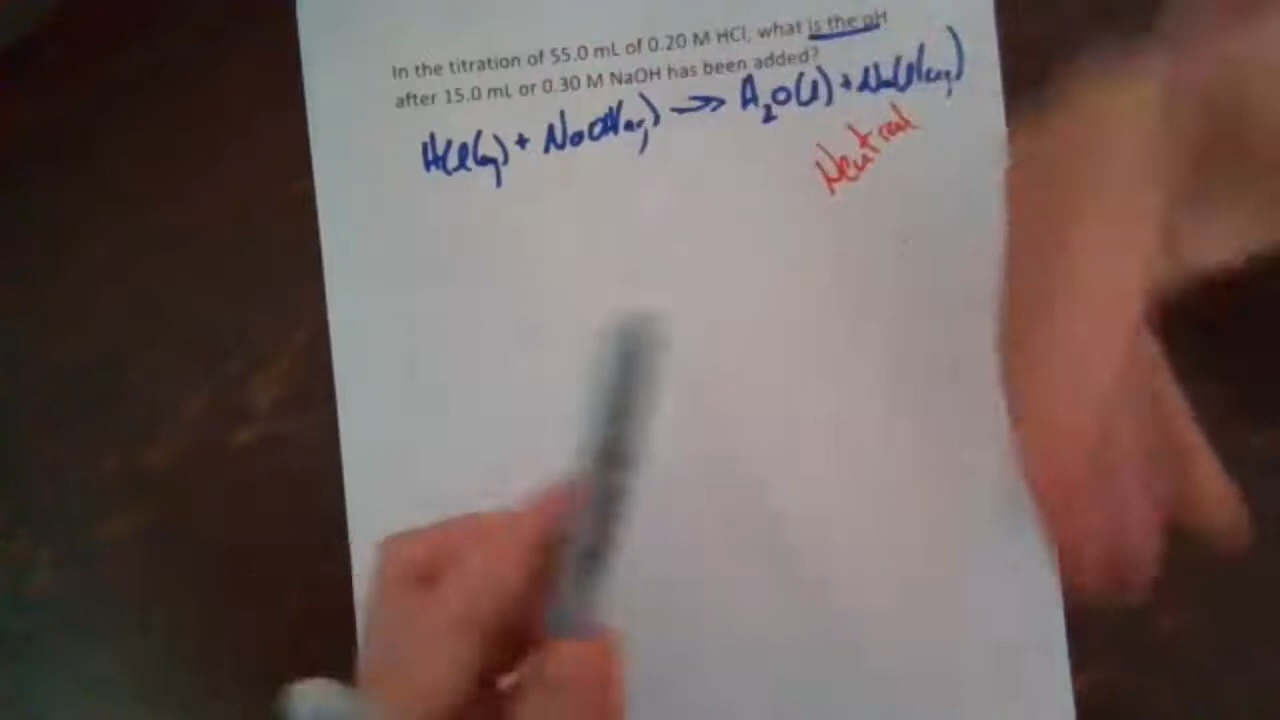 In the titration of 55.0 mL of 0.20 M HCl, what is the pH
after 15.0 mL or 0.30 M NaOH has been added?
HCl(aq) + NaOH(aq) → H₂O(l) + NaCl(aq)
Neutral